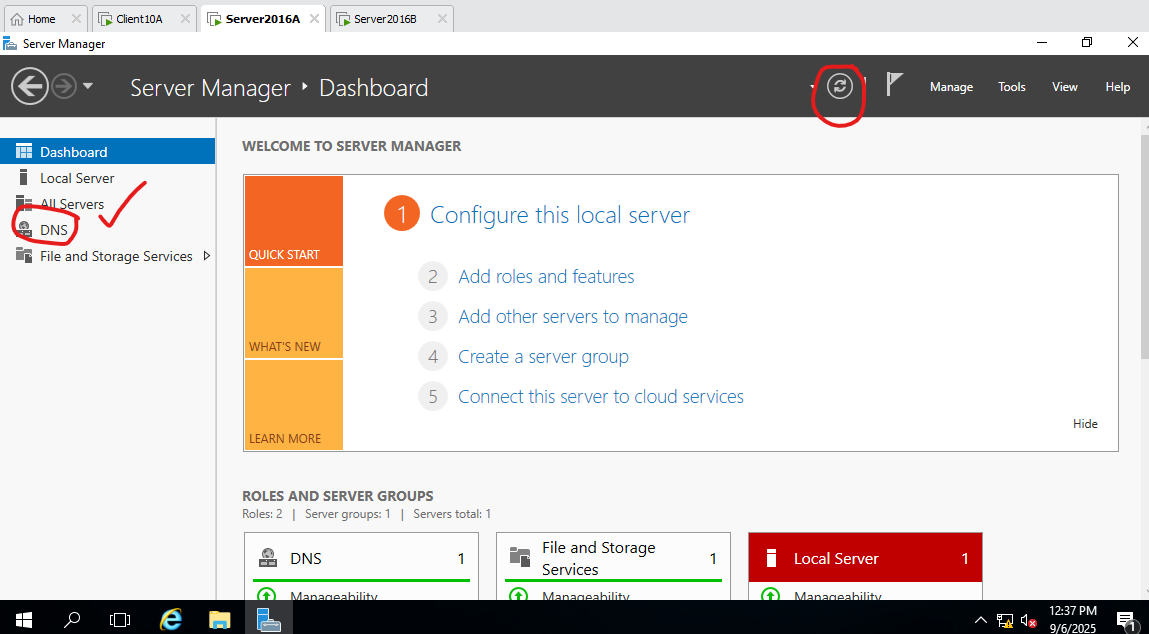 Home
Client10A
Server2016A
Server2016B
Server Manager
Server Manager Dashboard
Manage
Tools
View
Help
Dashboard
Local Server
All Servers
DNS
File and Storage Services
WELCOME TO SERVER MANAGER
QUICK START
WHAT'S NEW
LEARN MORE
1 Configure this local server
2 Add roles and features
3 Add other servers to manage
4 Create a server group
5 Connect this server to cloud services
Hide
ROLES AND SERVER GROUPS
Roles: 2 | Server groups: 1 | Servers total: 1
DNS 1
Manageability
File and Storage
Services 1
Manageability
Local Server 1
Manageability
12:37 PM
9/6/2025
1